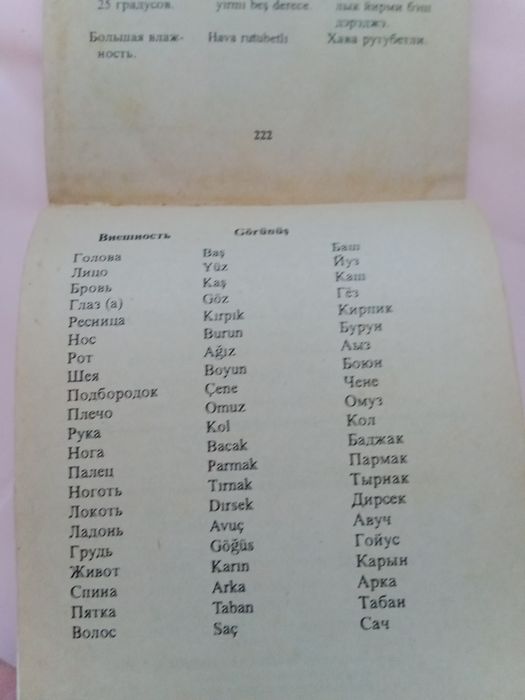 25 градусов. yirmi beş derece. лык йирми беш
дэрэджэ.
Большая влаж- Hava rutubetli Хава рутубетли.
ность.
222
Внешность Görünüş
Голова Baş Баш
Лицо Yüz Йуз
Бровь Kaş Каш
Глаз (а) Göz Гёз
Ресница Kırpık Кирпик
Нос Burun Бурун
Рот Ağız Аыз
Шея Boyun Боюн
Подбородок Çene Чене
Плечо Omuz Омуз
Рука Kol Кол
Нога Bacak Баджак
Палец Parmak Пармак
Ноготь Tırnak Тырнак
Локоть Dırsek Дирсек
Ладонь Avuç Авуч
Грудь Göğüs Гойус
Живот Karın Карын
Спина Arka Арка
Пятка Taban Табан
Волос Saç Сач